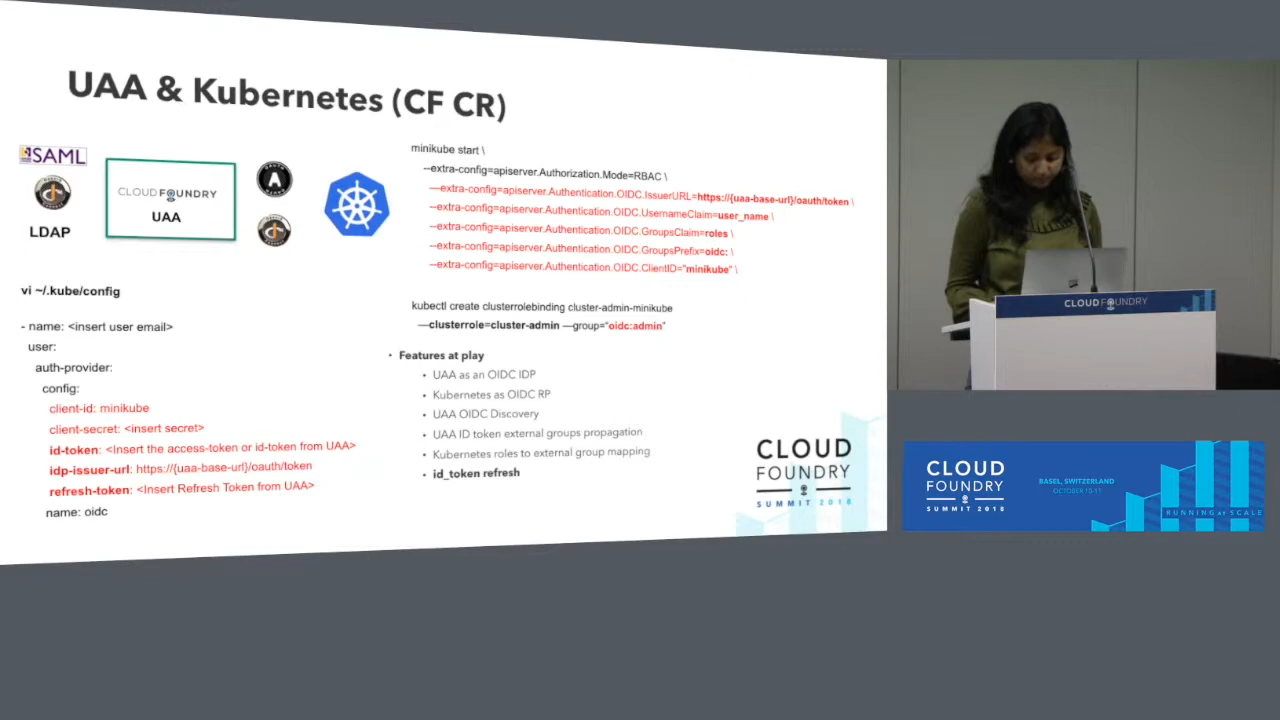 UAA & Kubernetes (CF CR)
SAML
LDAP
CLOUD FOUNDRY
UAA
minikube start \
--extra-config=apiserver.Authorization.Mode=RBAC \
—extra-config=apiserver.Authentication.OIDC.IssuerURL=https://{uaa-base-url}/oauth/token \
--extra-config=apiserver.Authentication.OIDC.UsernameClaim=user_name \
--extra-config=apiserver.Authentication.OIDC.GroupsClaim=roles \
--extra-config=apiserver.Authentication.OIDC.GroupsPrefix=oidc: \
--extra-config=apiserver.Authentication.OIDC.ClientID="minikube" \
kubectl create clusterrolebinding cluster-admin-minikube
—clusterrole=cluster-admin —group="oidc:admin"
vi ~/.kube/config
- name: <insert user email>
user:
auth-provider:
config:
client-id: minikube
client-secret: <insert secret>
id-token: <Insert the access-token or id-token from UAA>
idp-issuer-url: https://{uaa-base-url}/oauth/token
refresh-token: <Insert Refresh Token from UAA>
name: oidc
• Features at play
• UAA as an OIDC IDP
• Kubernetes as OIDC RP
• UAA OIDC Discovery
• UAA ID token external groups propagation
• Kubernetes roles to external group mapping
• id_token refresh
CLOUD
FOUNDRY
SUMMIT 2018
CLOUD FOUNDRY
CLOUD
FOUNDRY
SUMMIT 2018
BASEL, SWITZERLAND
OCTOBER 10-11
RUNNING AT SCALE